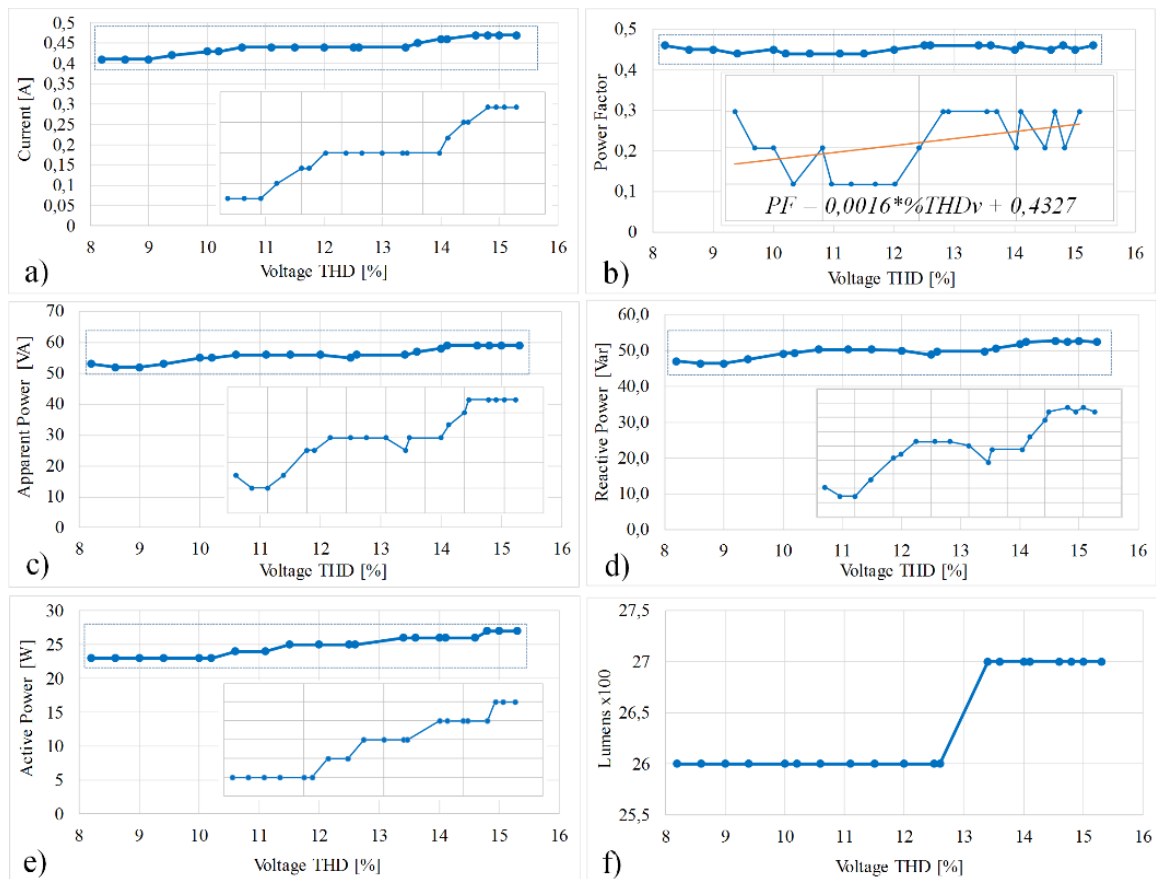 0,5
0,45
0,4
0,35
0,3
0,25
0,2
0,15
0,1
0,05
0
Current [A]
8 9 10 11 12 13 14 15 16
Voltage THD [%]
a)
0,5
0,4
0,3
0,2
0,1
0
Power Factor
PF = 0,0016*%THDv + 0,4327
8 9 10 11 12 13 14 15 16
Voltage THD [%]
b)
70
60
50
40
30
20
10
0
Apparent Power [VA]
8 9 10 11 12 13 14 15 16
Voltage THD [%]
c)
60,0
50,0
40,0
30,0
20,0
10,0
0,0
Reactive Power [Var]
8 9 10 11 12 13 14 15 16
Voltage THD [%]
d)
30
25
20
15
10
5
0
Active Power [W]
8 9 10 11 12 13 14 15 16
Voltage THD [%]
e)
27,5
27
26,5
26
25,5
Lumens x100
8 9 10 11 12 13 14 15 16
Voltage THD [%]
f)